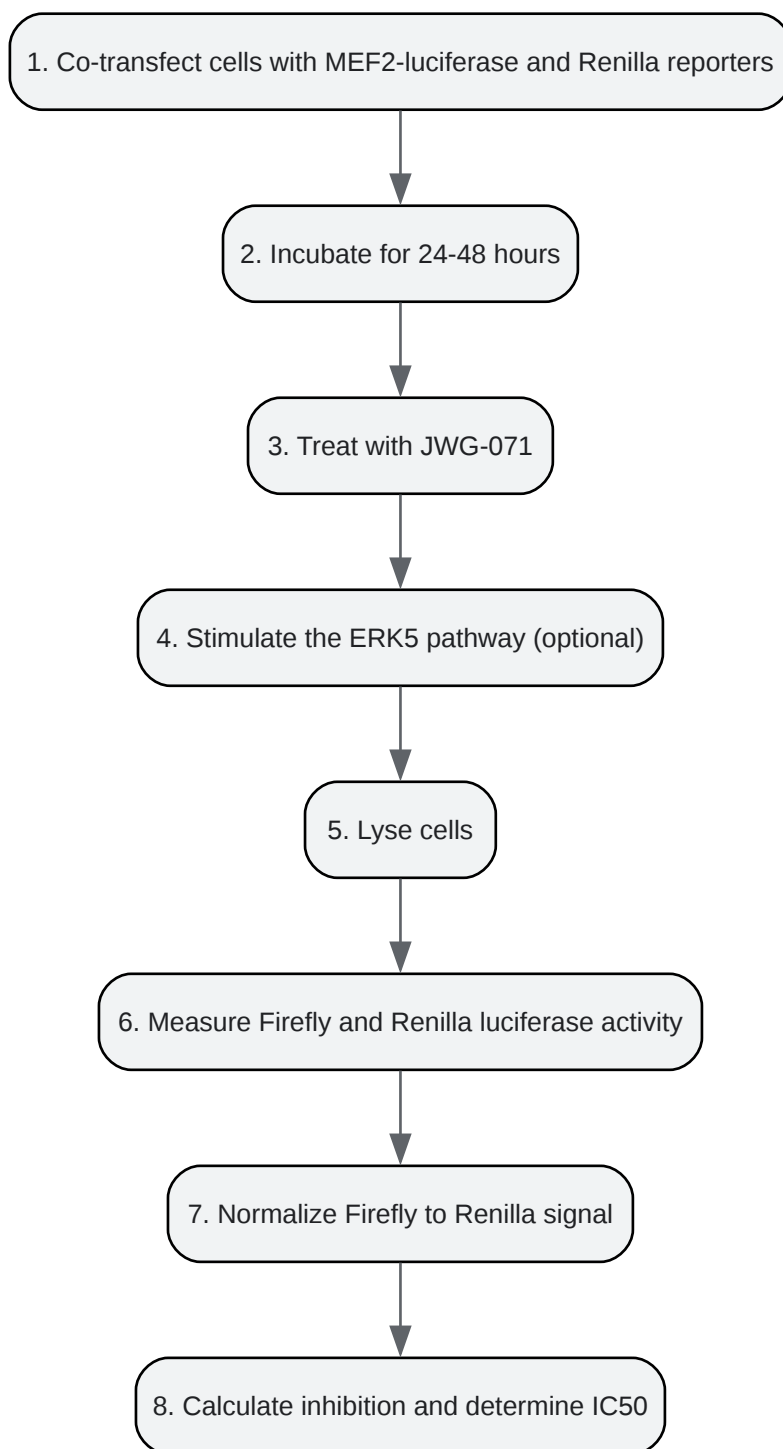 1. Co-transfect cells with MEF2-luciferase and Renilla reporters
2. Incubate for 24-48 hours
3. Treat with JWG-071
4. Stimulate the ERK5 pathway (optional)
5. Lyse cells
6. Measure Firefly and Renilla luciferase activity
7. Normalize Firefly to Renilla signal
8. Calculate inhibition and determine IC50